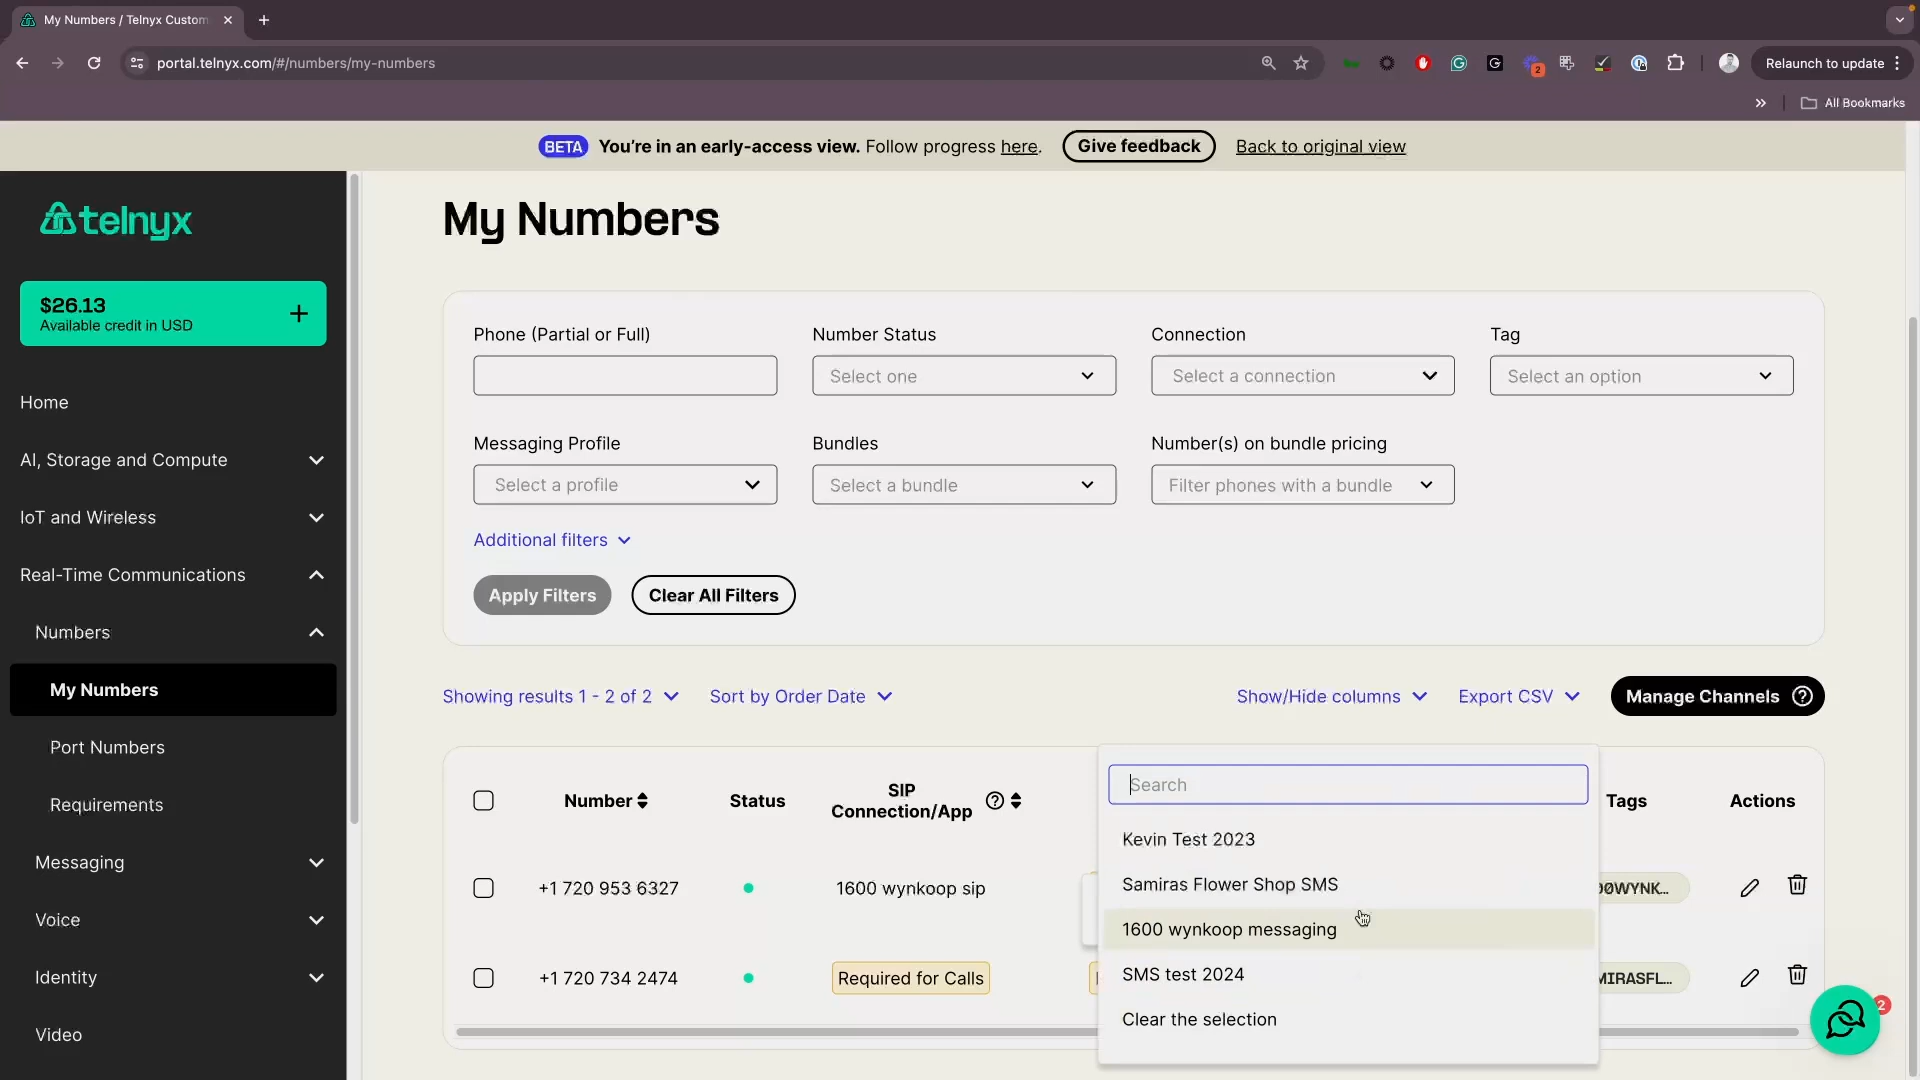 My Numbers / Telnyx Custom
portal.telnyx.com/#/numbers/my-numbers
2
Relaunch to update
All Bookmarks
BETA You're in an early-access view. Follow progress here. Give feedback Back to original view
telnyx
$26.13
Available credit in USD
Home
AI, Storage and Compute
IoT and Wireless
Real-Time Communications
Numbers
My Numbers
Port Numbers
Requirements
Messaging
Voice
Identity
Video
My Numbers
Phone (Partial or Full) Number Status Connection Tag
Select one Select a connection Select an option
Messaging Profile Bundles Number(s) on bundle pricing
Select a profile Select a bundle Filter phones with a bundle
Additional filters
Apply Filters Clear All Filters
Showing results 1 - 2 of 2 Sort by Order Date Show/Hide columns Export CSV Manage Channels
Number Status SIP Connection/App Tags Actions
+1 720 953 6327 1600 wynkoop sip 00WYNK...
+1 720 734 2474 Required for Calls MIRASFL...
Search
Kevin Test 2023
Samiras Flower Shop SMS
1600 wynkoop messaging
SMS test 2024
Clear the selection
2